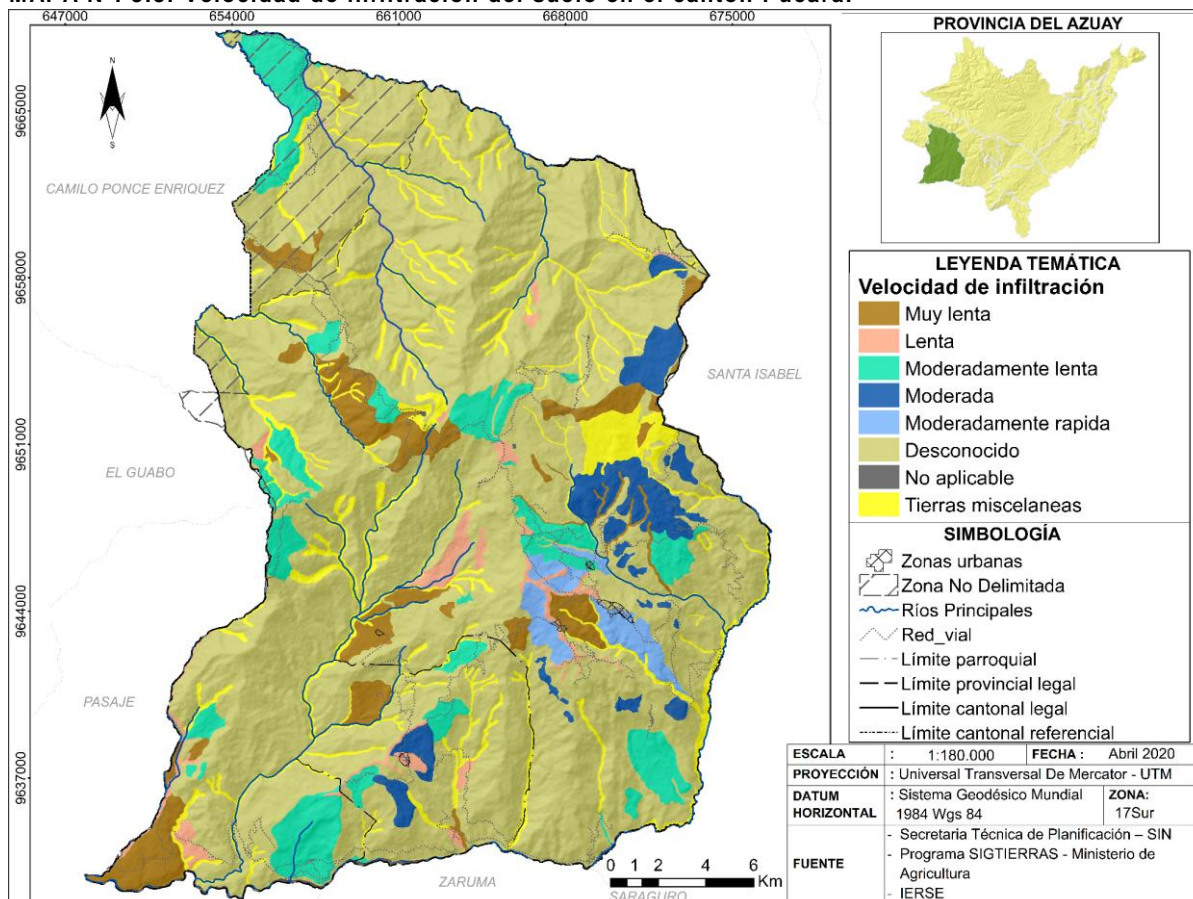 647000 654000 661000 668000 675000
PROVINCIA DEL AZUAY
N
S
9665000
9658000
9651000
9644000
9637000
CAMILO PONCE ENRIQUEZ
SANTA ISABEL
EL GUABO
PASAJE
ZARUMA
SARAGURO
0 1 2 4 6
Km
LEYENDA TEMÁTICA
Velocidad de infiltración
Muy lenta
Lenta
Moderadamente lenta
Moderada
Moderadamente rapida
Desconocido
No aplicable
Tierras miscelaneas
SIMBOLOGÍA
Zonas urbanas
Zona No Delimitada
Ríos Principales
Red_vial
Límite parroquial
Límite provincial legal
Límite cantonal legal
Límite cantonal referencial
ESCALA : 1:180.000 FECHA : Abril 2020
PROYECCIÓN : Universal Transversal De Mercator - UTM
DATUM HORIZONTAL : Sistema Geodésico Mundial 1984 Wgs 84 ZONA: 17Sur
FUENTE
- Secretaria Técnica de Planificación – SIN
- Programa SIGTIERRAS - Ministerio de
Agricultura
- IERSE